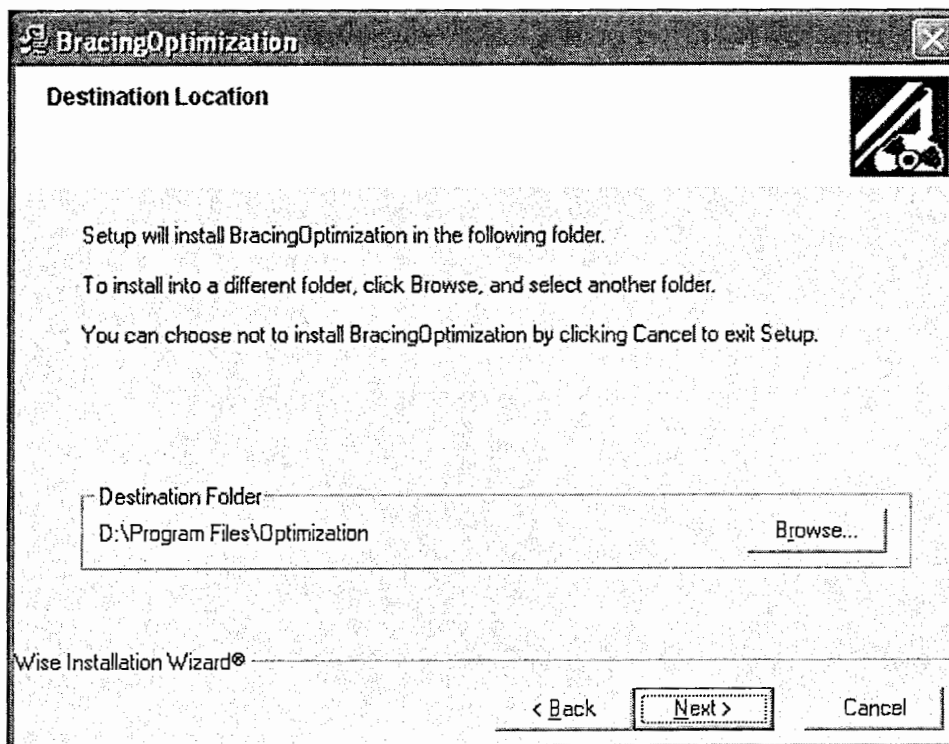 BracingOptimization
Destination Location
Setup will install BracingOptimization in the following folder.
To install into a different folder, click Browse, and select another folder.
You can choose not to install BracingOptimization by clicking Cancel to exit Setup.
Destination Folder
D:\Program Files\Optimization
Browse...
Wise Installation Wizard®
< Back Next > Cancel